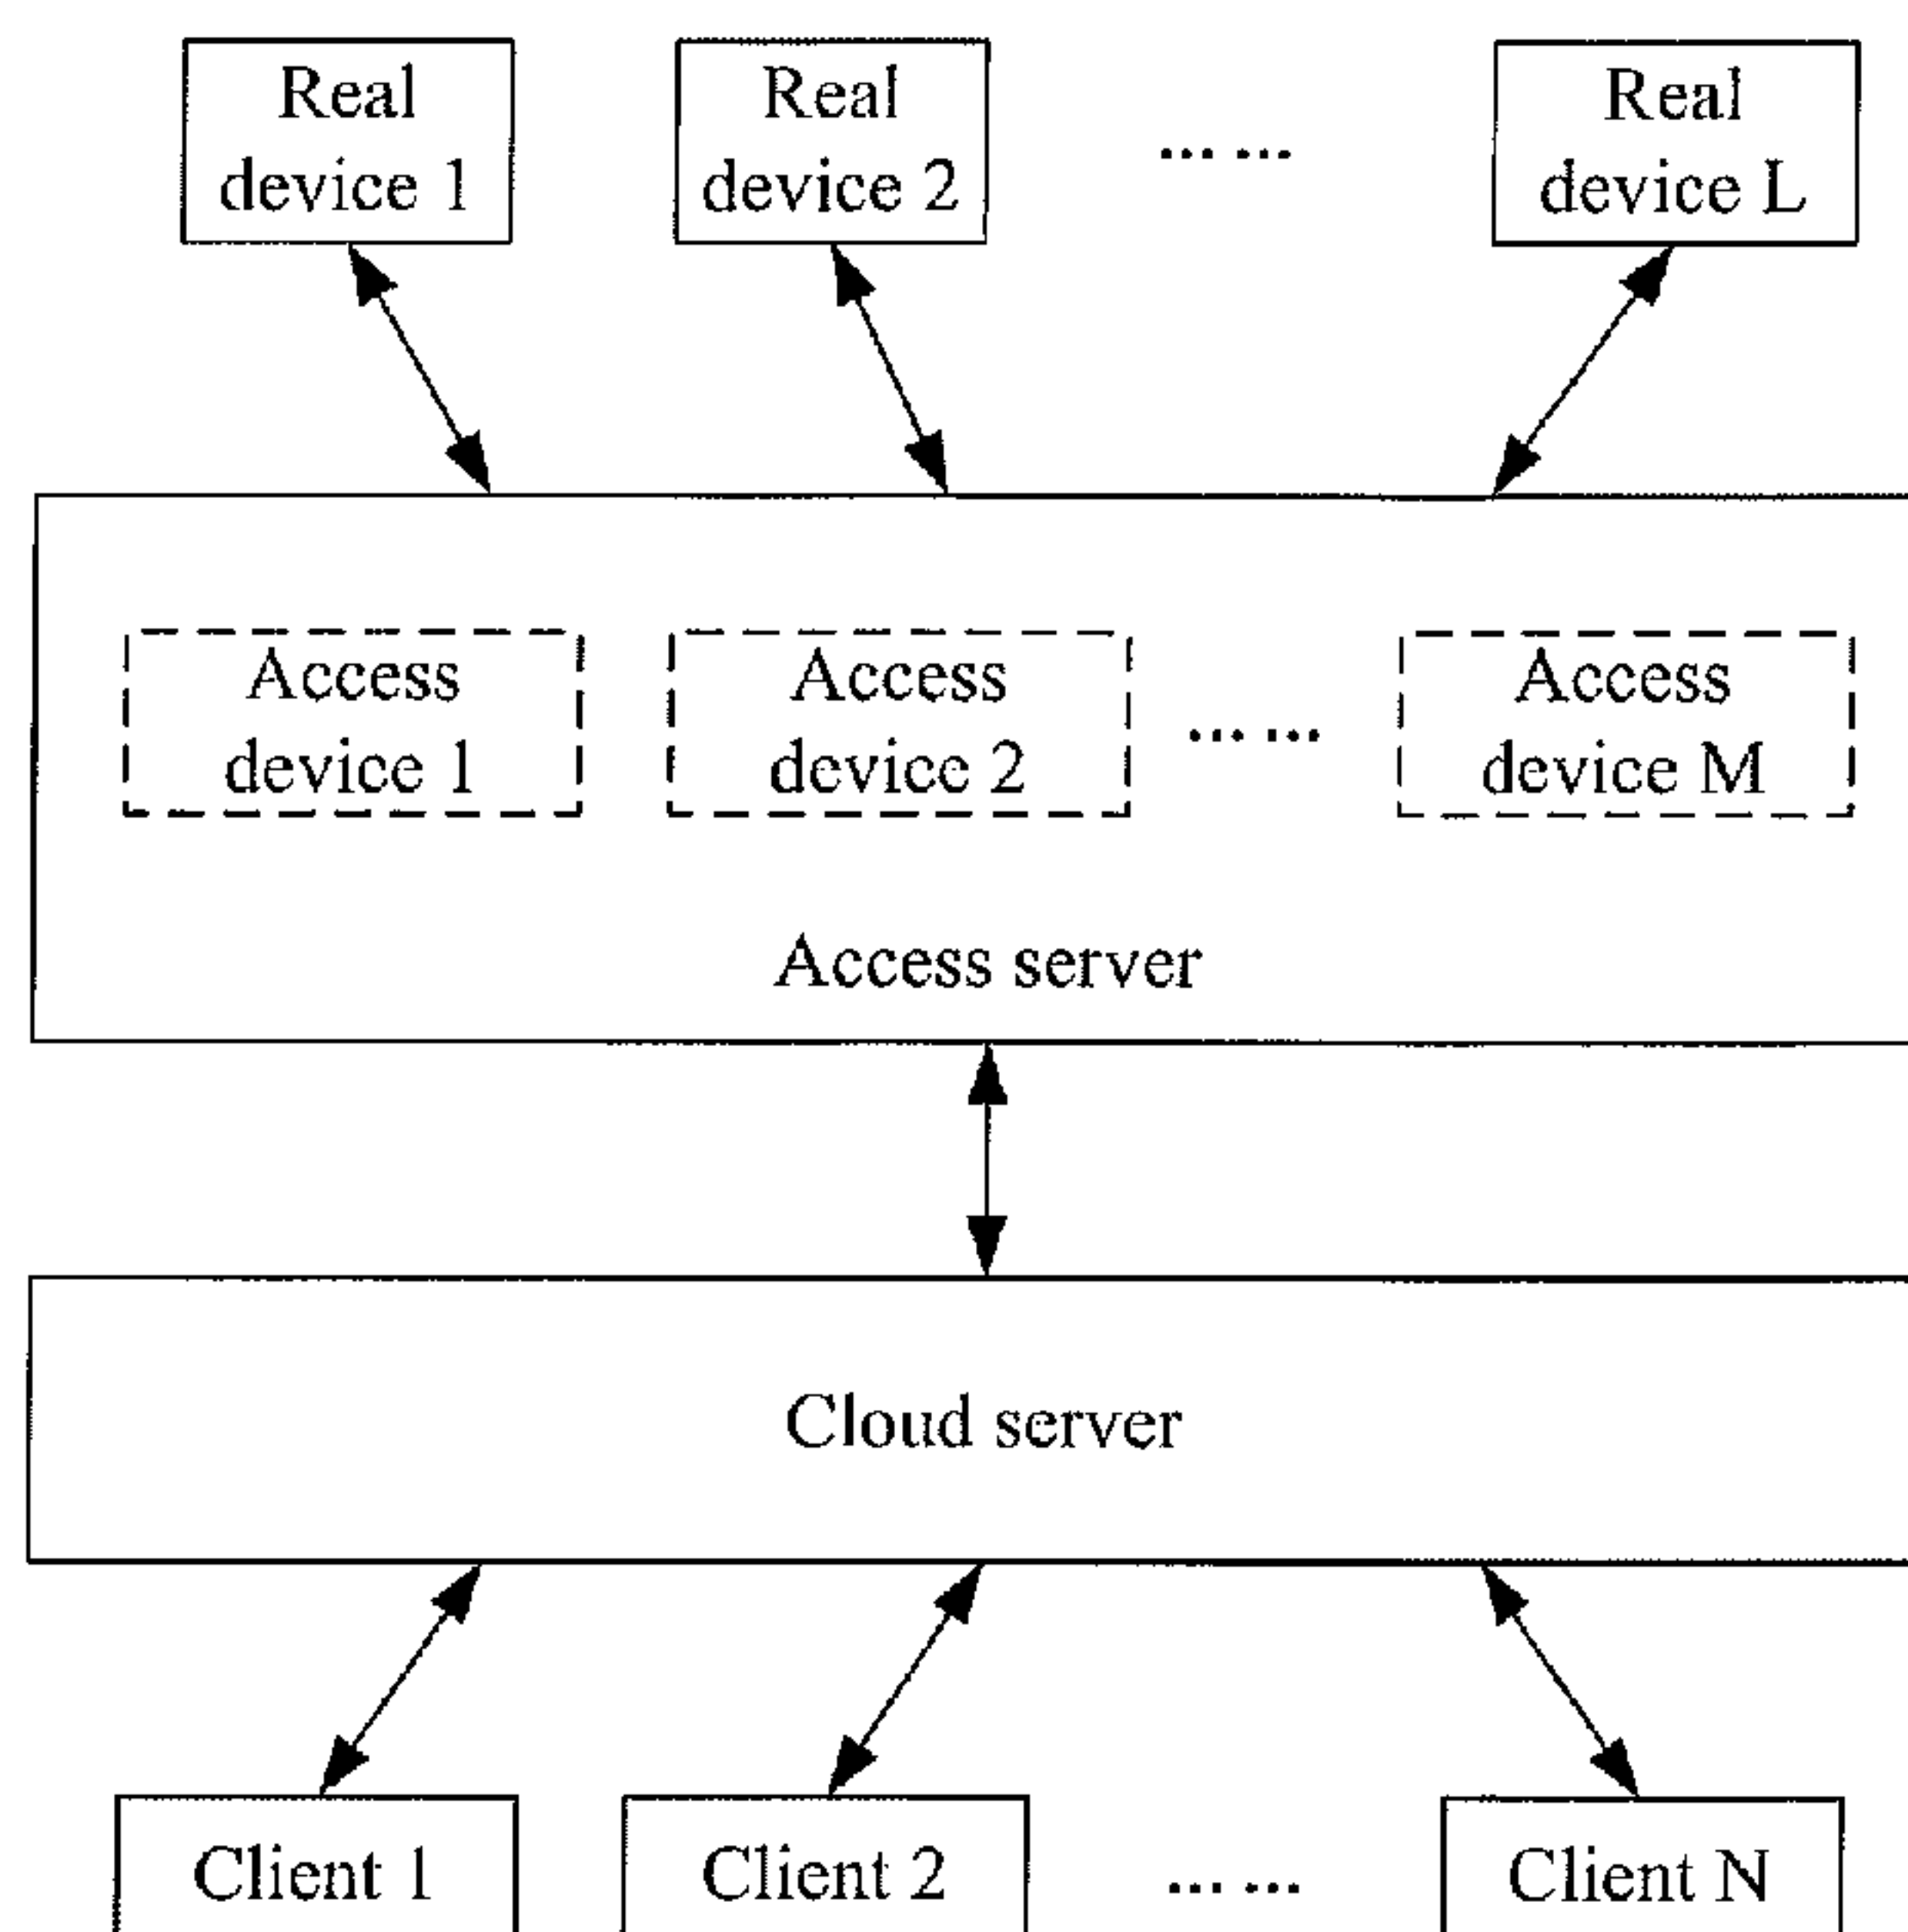 Real
device 1
Real
device 2
... ...
Real
device L
Access
device 1
Access
device 2
... ...
Access
device M
Access server
Cloud server
Client 1
Client 2
... ...
Client N